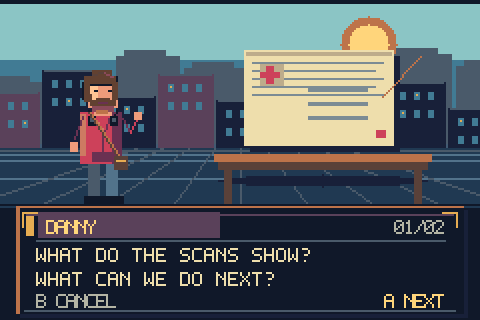 DANNY
01/02
WHAT DO THE SCANS SHOW?
WHAT CAN WE DO NEXT?
B CANCEL
A NEXT